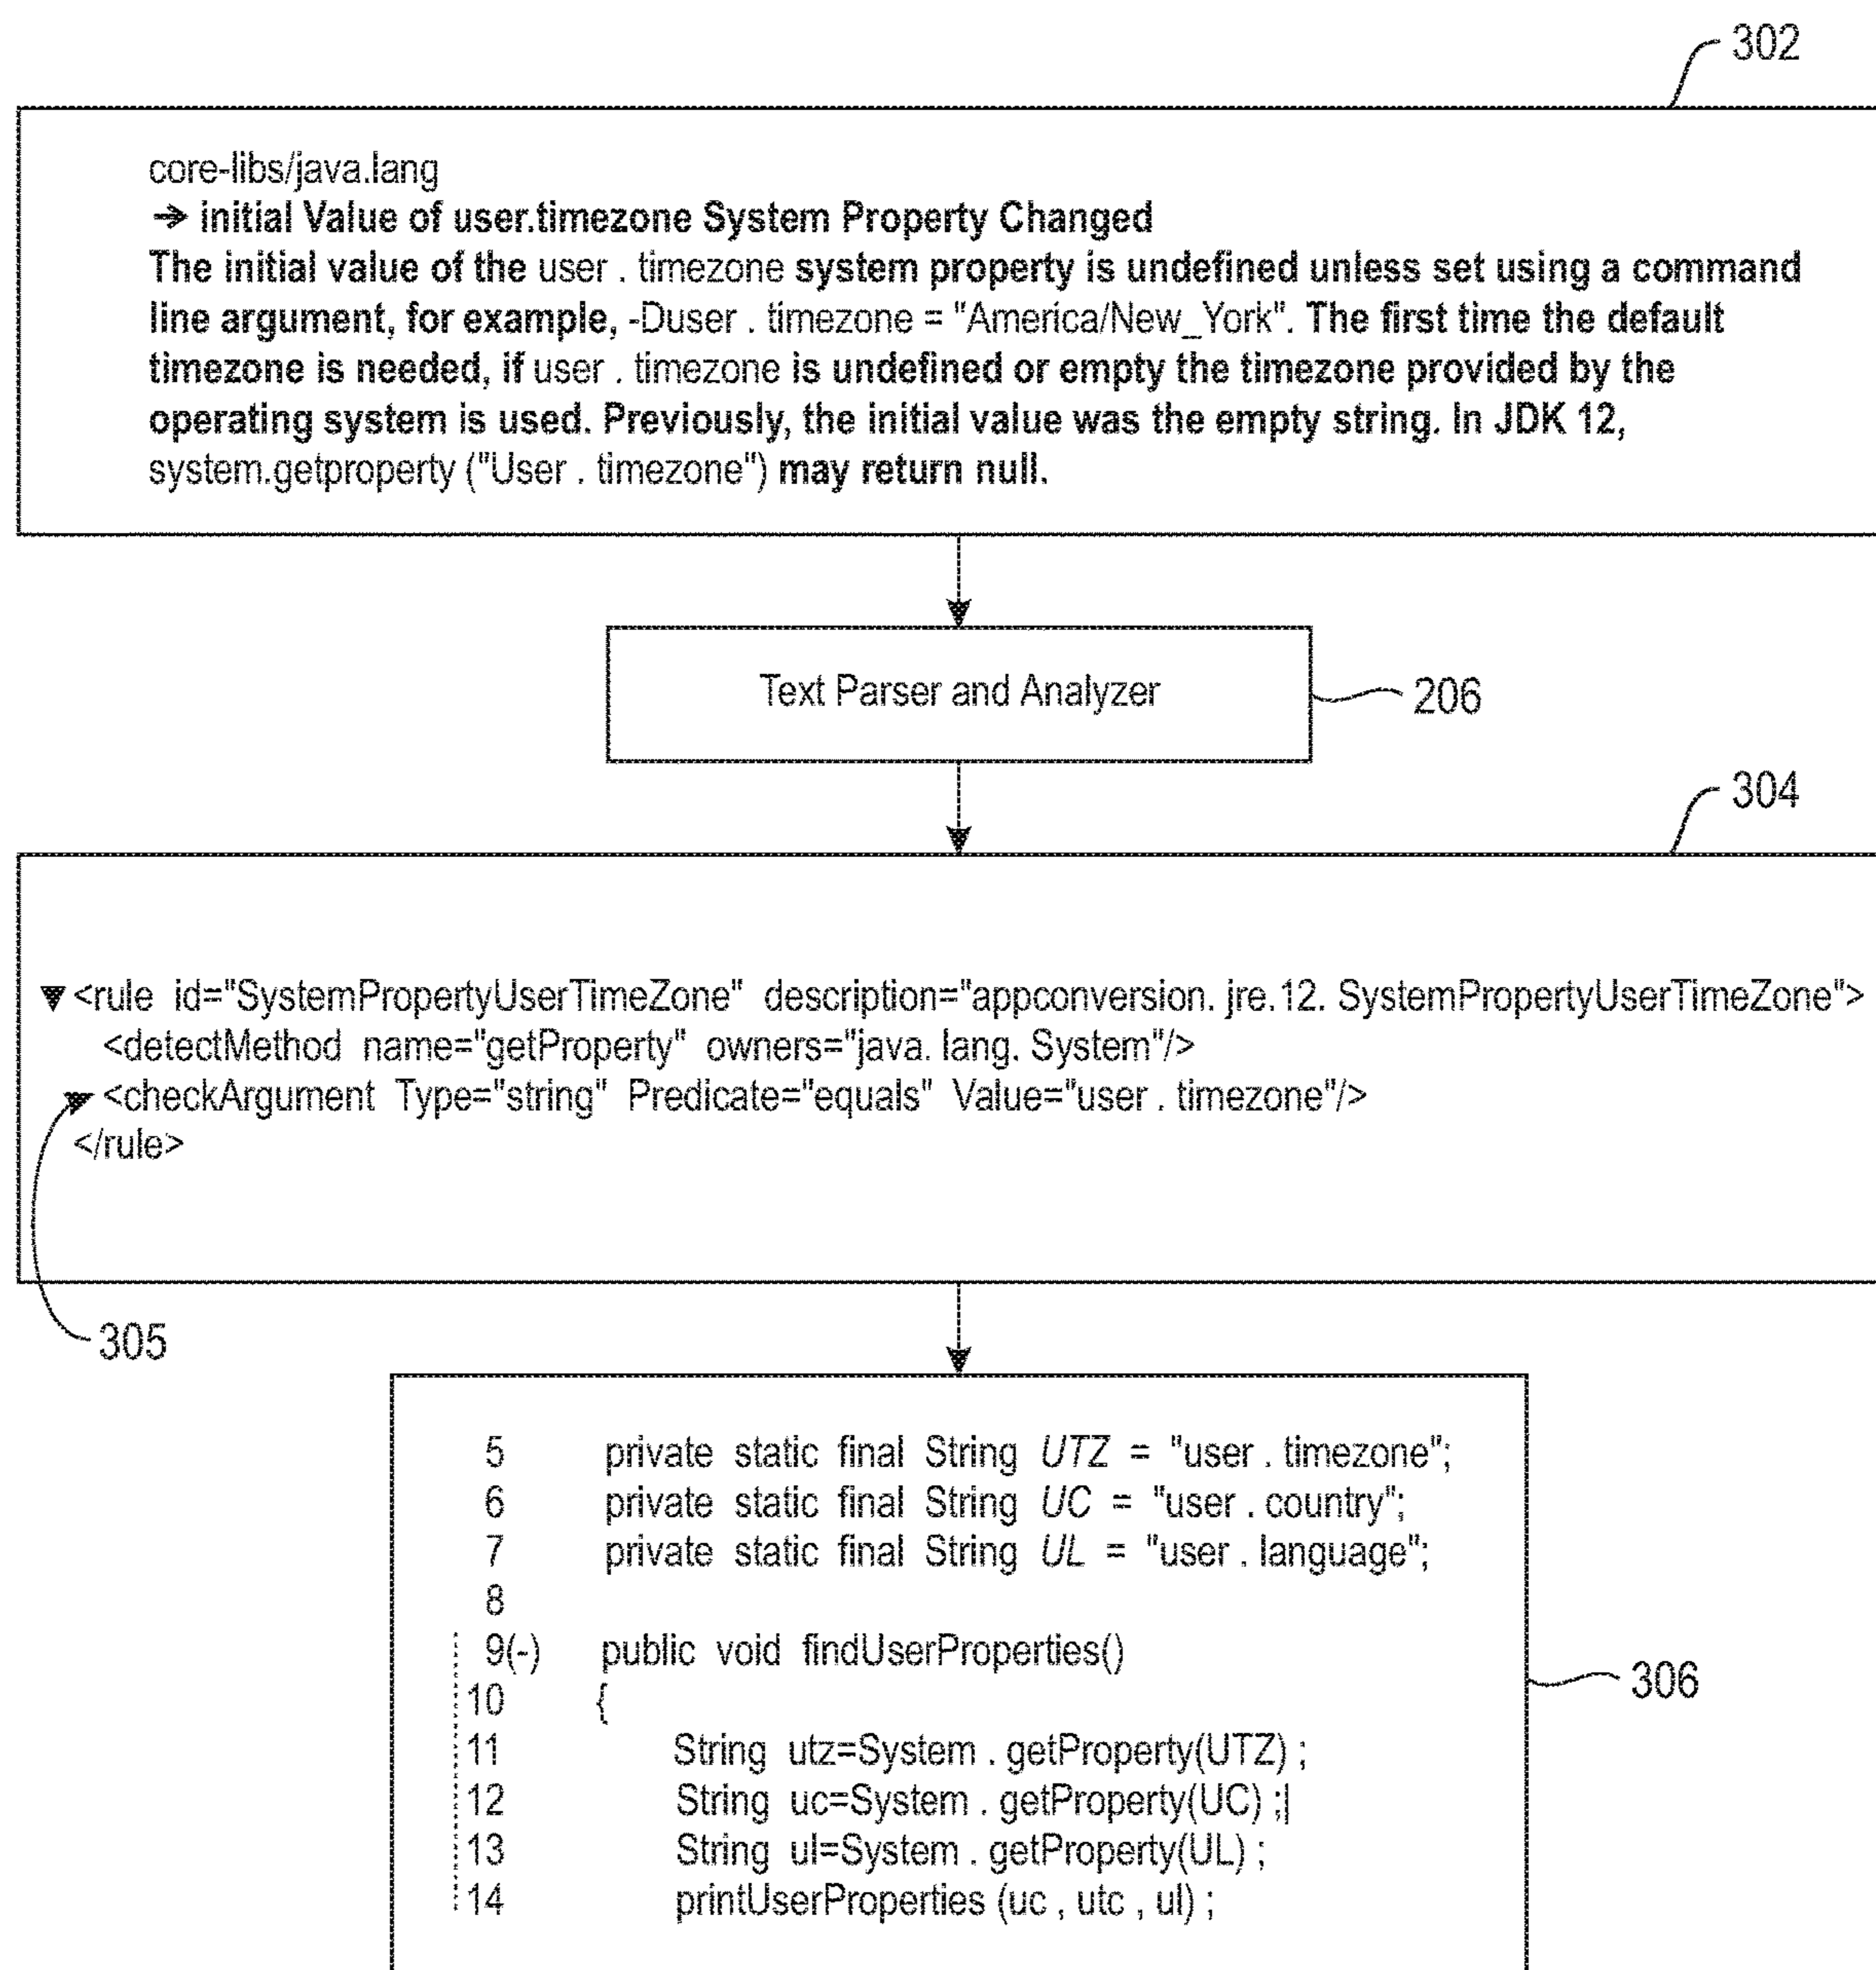 302
core-libs/java.lang
→ initial Value of user.timezone System Property Changed
The initial value of the user . timezone system property is undefined unless set using a command
line argument, for example, -Duser . timezone = "America/New_York". The first time the default
timezone is needed, if user . timezone is undefined or empty the timezone provided by the
operating system is used. Previously, the initial value was the empty string. In JDK 12,
system.getproperty ("User . timezone") may return null.
Text Parser and Analyzer
206
304
<rule id="SystemPropertyUserTimeZone" description="appconversion. jre.12. SystemPropertyUserTimeZone">
<detectMethod name="getProperty" owners="java. lang. System"/>
<checkArgument Type="string" Predicate="equals" Value="user . timezone"/>
</rule>
305
5 private static final String UTZ = "user . timezone";
6 private static final String UC = "user . country";
7 private static final String UL = "user . language";
8
9(-) public void findUserProperties()
10 {
11 String utz=System . getProperty(UTZ) ;
12 String uc=System . getProperty(UC) ;|
13 String ul=System . getProperty(UL) ;
14 printUserProperties (uc , utc , ul) ;
306